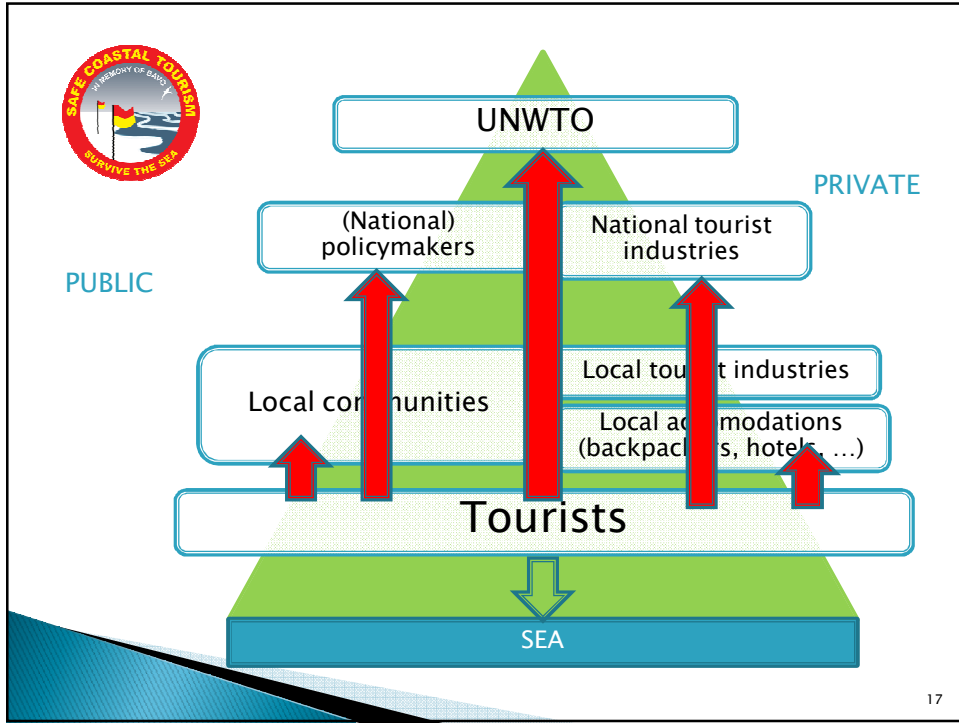 SAFE COASTAL TOURISM
IN MEMORY OF BAVO
SURVIVE THE SEA
UNWTO
PRIVATE
(National)
policymakers
National tourist
industries
PUBLIC
Local communities
Local tourist industries
Local accomodations
(backpackers, hotels, …)
Tourists
SEA
17